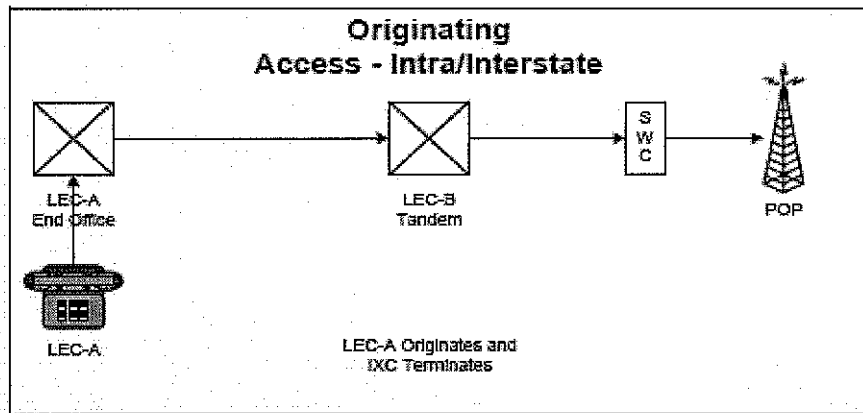 Originating
Access - Intra/Interstate
S
W
C
LEC-A
End Office
LEC-B
Tandem
POP
LEC-A
LEC-A Originates and
IXC Terminates